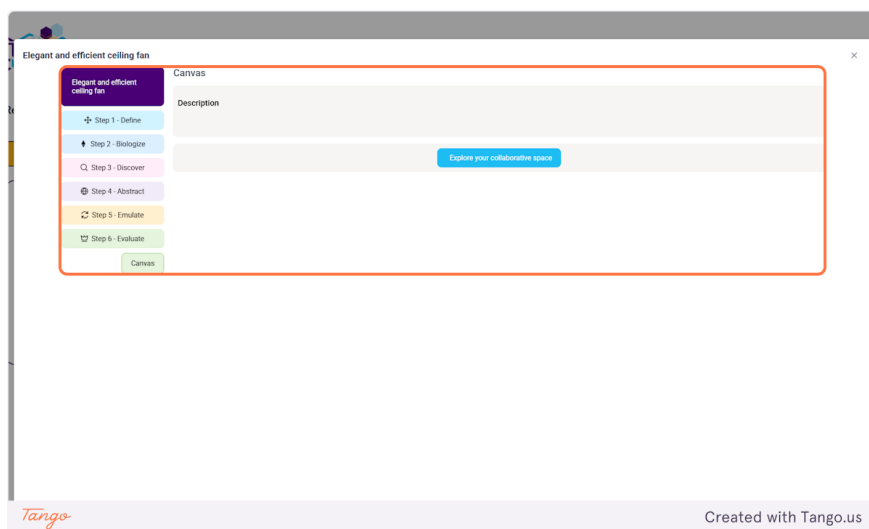 Elegant and efficient ceiling fan
Elegant and efficient
ceiling fan
Step 1 - Define
Step 2 - Biologize
Step 3 - Discover
Step 4 - Abstract
Step 5 - Emulate
Step 6 - Evaluate
Canvas
Canvas
Description
Explore your collaborative space
Tango
Created with Tango.us